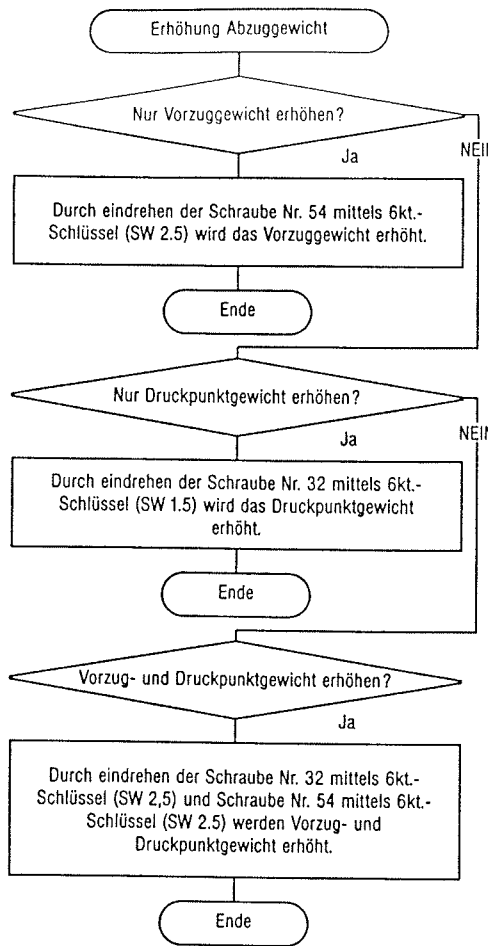 Erhöhung Abzuggewicht
Nur Vorzuggewicht erhöhen?
Ja
Durch eindrehen der Schraube Nr. 54 mittels 6kt.-
Schlüssel (SW 2.5) wird das Vorzuggewicht erhöht.
Ende
Nur Druckpunktgewicht erhöhen?
Ja
Durch eindrehen der Schraube Nr. 32 mittels 6kt.-
Schlüssel (SW 1.5) wird das Druckpunktgewicht
erhöht.
Ende
Vorzug- und Druckpunktgewicht erhöhen?
Ja
Durch eindrehen der Schraube Nr. 32 mittels 6kt.-
Schlüssel (SW 2,5) und Schraube Nr. 54 mittels 6kt.-
Schlüssel (SW 2.5) werden Vorzug- und
Druckpunktgewicht erhöht.
Ende